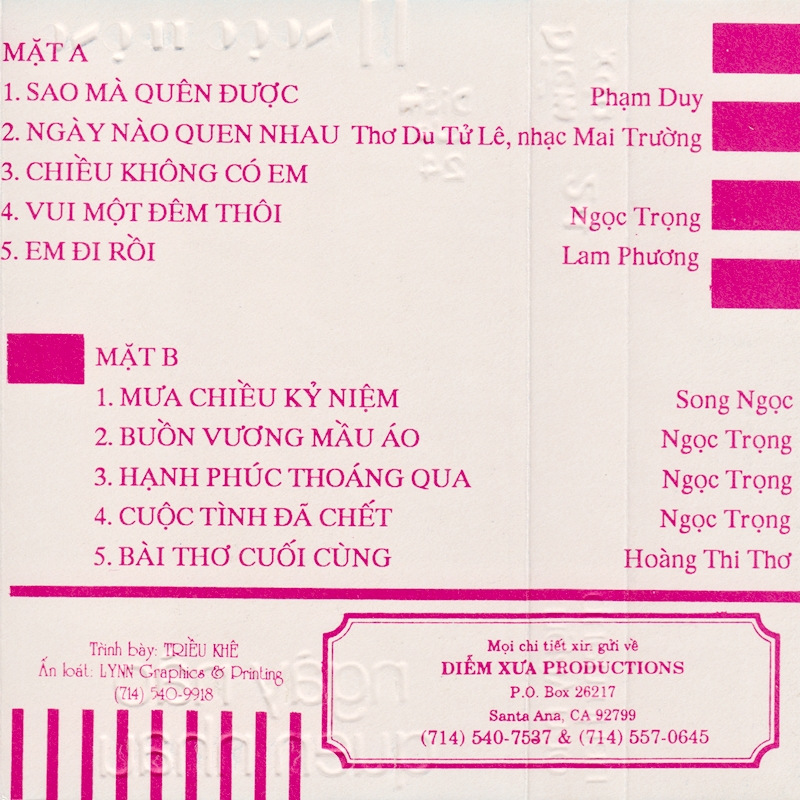 MẶT A
1. SAO MÀ QUÊN ĐƯỢC Phạm Duy
2. NGÀY NÀO QUEN NHAU Thơ Du Tử Lê, nhạc Mai Trường
3. CHIỀU KHÔNG CÓ EM
4. VUI MỘT ĐÊM THÔI Ngọc Trọng
5. EM ĐI RỒI Lam Phương
MẶT B
1. MƯA CHIỀU KỶ NIỆM Song Ngọc
2. BUỒN VƯƠNG MẦU ÁO Ngọc Trọng
3. HẠNH PHÚC THOÁNG QUA Ngọc Trọng
4. CUỘC TÌNH ĐÃ CHẾT Ngọc Trọng
5. BÀI THƠ CUỐI CÙNG Hoàng Thi Thơ
Trình bày: TRIỀU KHÊ
Ấn loát: LYNN Graphics & Printing
(714) 540-9918
Mọi chi tiết xin gửi về
DIỄM XƯA PRODUCTIONS
P.O. Box 26217
Santa Ana, CA 92799
(714) 540-7537 & (714) 557-0645
ngày nào
quen nhau